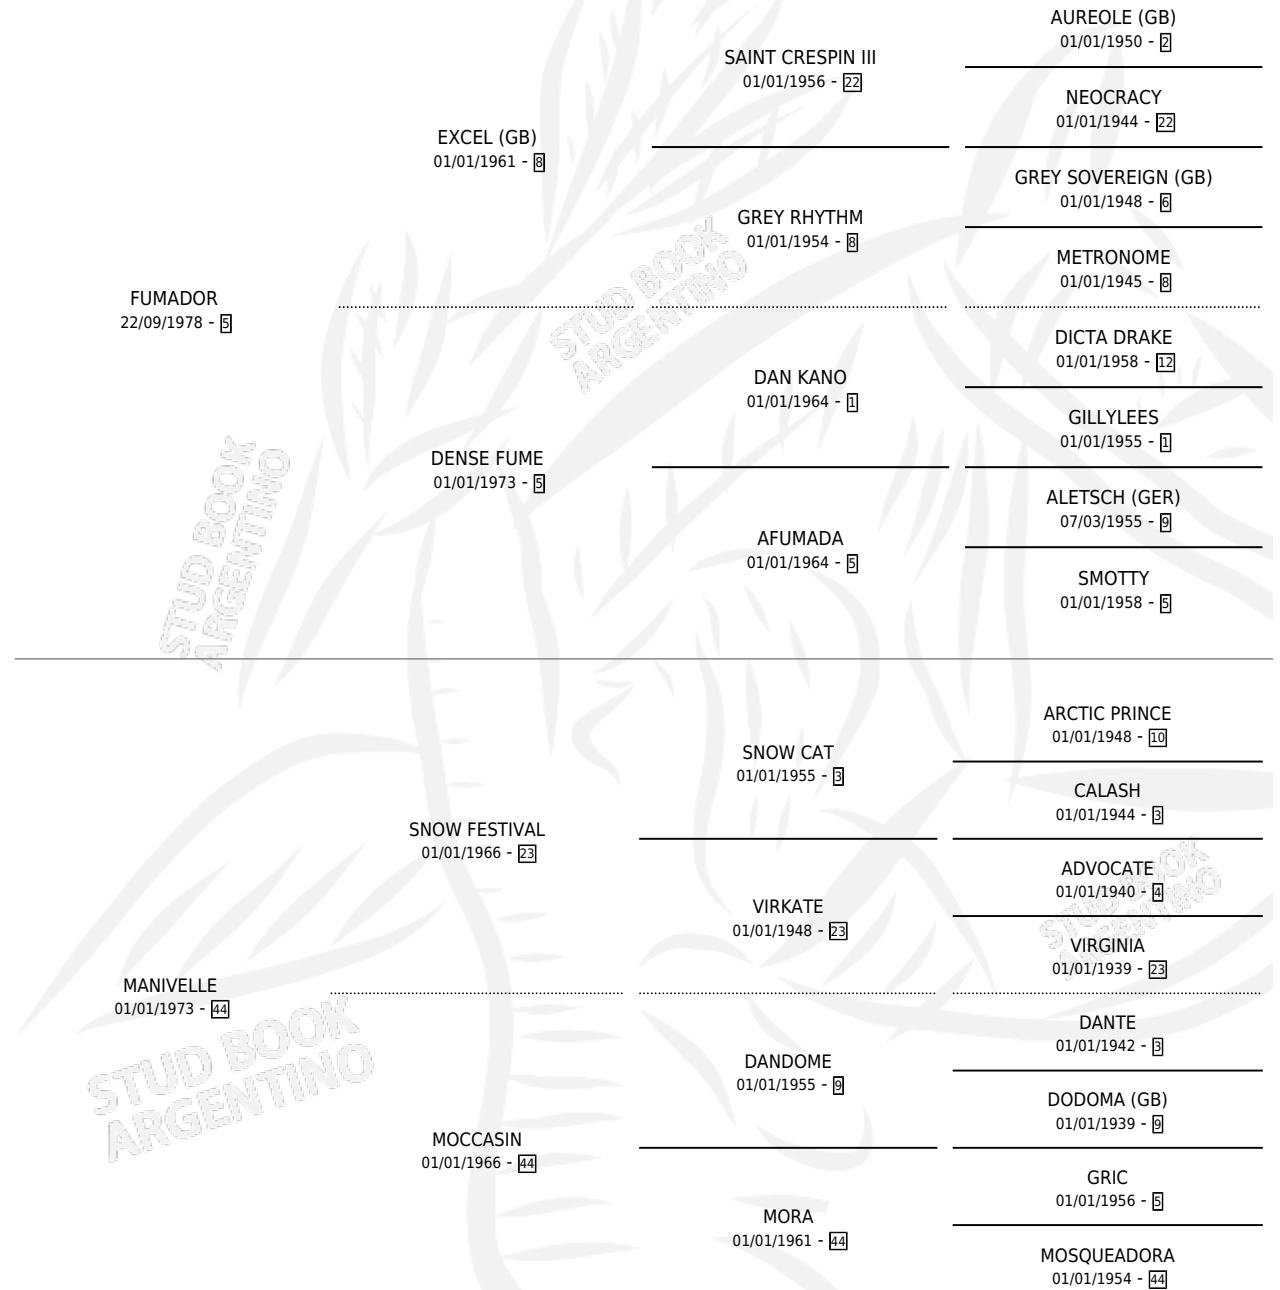 AUREOLE (GB)
01/01/1950 - 2
SAINT CRESPIN III
01/01/1956 - 22
NEOCRACY
01/01/1944 - 22
EXCEL (GB)
01/01/1961 - 8
GREY SOVEREIGN (GB)
01/01/1948 - 6
GREY RHYTHM
01/01/1954 - 8
METRONOME
01/01/1945 - 8
FUMADOR
22/09/1978 - 5
DICTA DRAKE
01/01/1958 - 12
DAN KANO
01/01/1964 - 1
GILLYLEES
01/01/1955 - 1
DENSE FUME
01/01/1973 - 5
ALETSCH (GER)
07/03/1955 - 9
AFUMADA
01/01/1964 - 5
SMOTTY
01/01/1958 - 5
ARCTIC PRINCE
01/01/1948 - 10
SNOW CAT
01/01/1955 - 3
CALASH
01/01/1944 - 3
SNOW FESTIVAL
01/01/1966 - 23
ADVOCATE
01/01/1940 - 4
VIRKATE
01/01/1948 - 23
VIRGINIA
01/01/1939 - 23
MANIVELLE
01/01/1973 - 44
DANTE
01/01/1942 - 3
DANDOME
01/01/1955 - 9
DODOMA (GB)
01/01/1939 - 9
MOCCASIN
01/01/1966 - 44
GRIC
01/01/1956 - 5
MORA
01/01/1961 - 44
MOSQUEADORA
01/01/1954 - 44
STUD BOOK
ARGENTINO
STUD BOOK
ARGENTINO
STUD BOOK
ARGENTINO
STUD BOOK
ARGENTINO